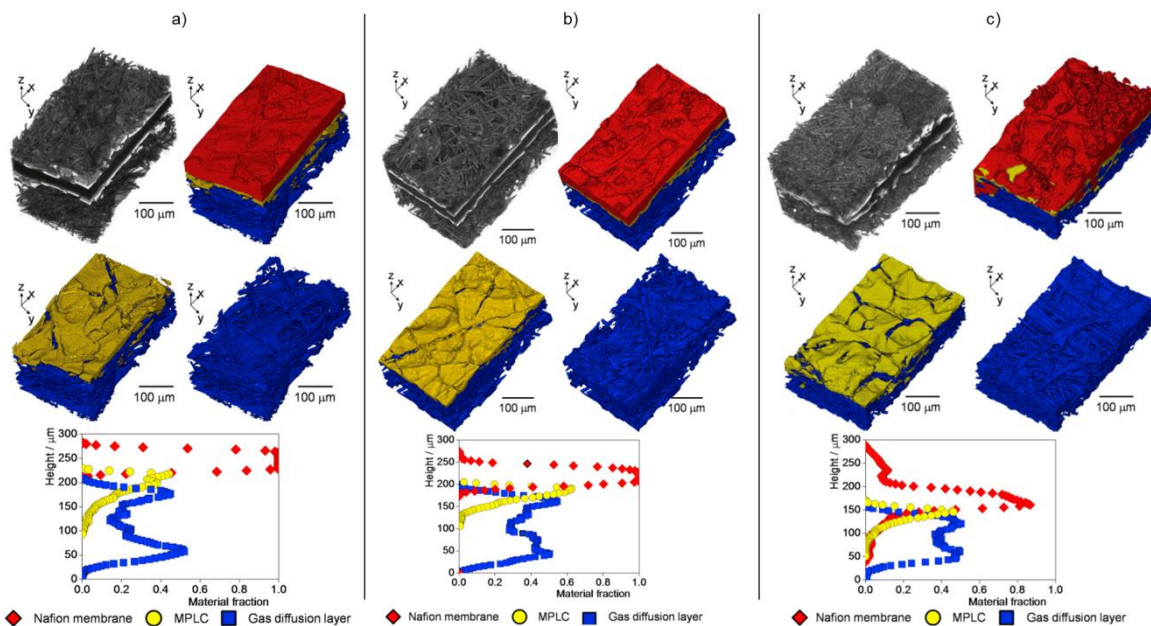 a)
b)
c)
z x y
z x y
z x y
z x y
z x y
z x y
100 μm
100 μm
100 μm
100 μm
100 μm
100 μm
z x y
z x y
z x y
z x y
z x y
z x y
100 μm
100 μm
100 μm
100 μm
100 μm
100 μm
Height / μm
300
250
200
150
100
50
0
0.0 0.2 0.4 0.6 0.8 1.0
Material fraction
Nafion membrane MPLC Gas diffusion layer
Height / μm
300
250
200
150
100
50
0
0.0 0.2 0.4 0.6 0.8 1.0
Material fraction
Nafion membrane MPLC Gas diffusion layer
Height / μm
300
250
200
150
100
50
0
0.0 0.2 0.4 0.6 0.8 1.0
Material fraction
Nafion membrane MPLC Gas diffusion layer